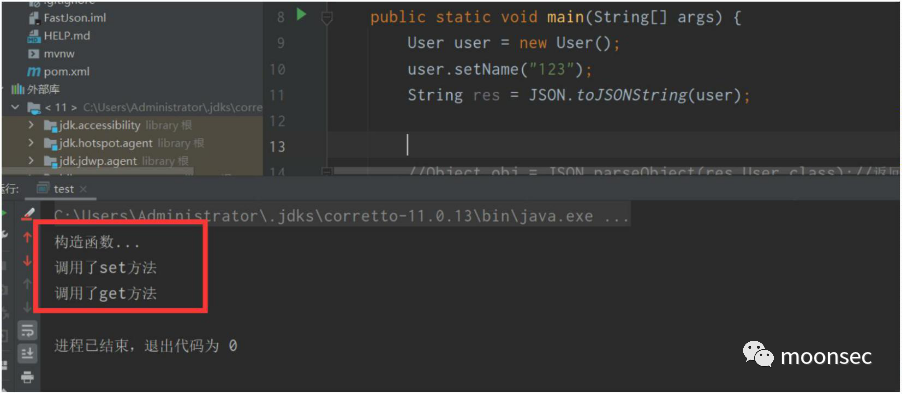 FastJson.iml
HELP.md
mvnw
pom.xml
外部库
< 11 > C:\Users\Administrator\.jdks\corre
jdk.accessibility library 根
jdk.hotspot.agent library 根
jdk.jdwp.agent library 根
8 public static void main(String[] args) {
9 User user = new User();
10 user.setName("123");
11 String res = JSON.toJSONString(user);
12
13
14 //Object obj = JSON.parseObject(res,User.class);//返回
运行: test ×
C:\Users\Administrator\.jdks\corretto-11.0.13\bin\java.exe ...
构造函数...
调用了set方法
调用了get方法
进程已结束，退出代码为 0
moonsec